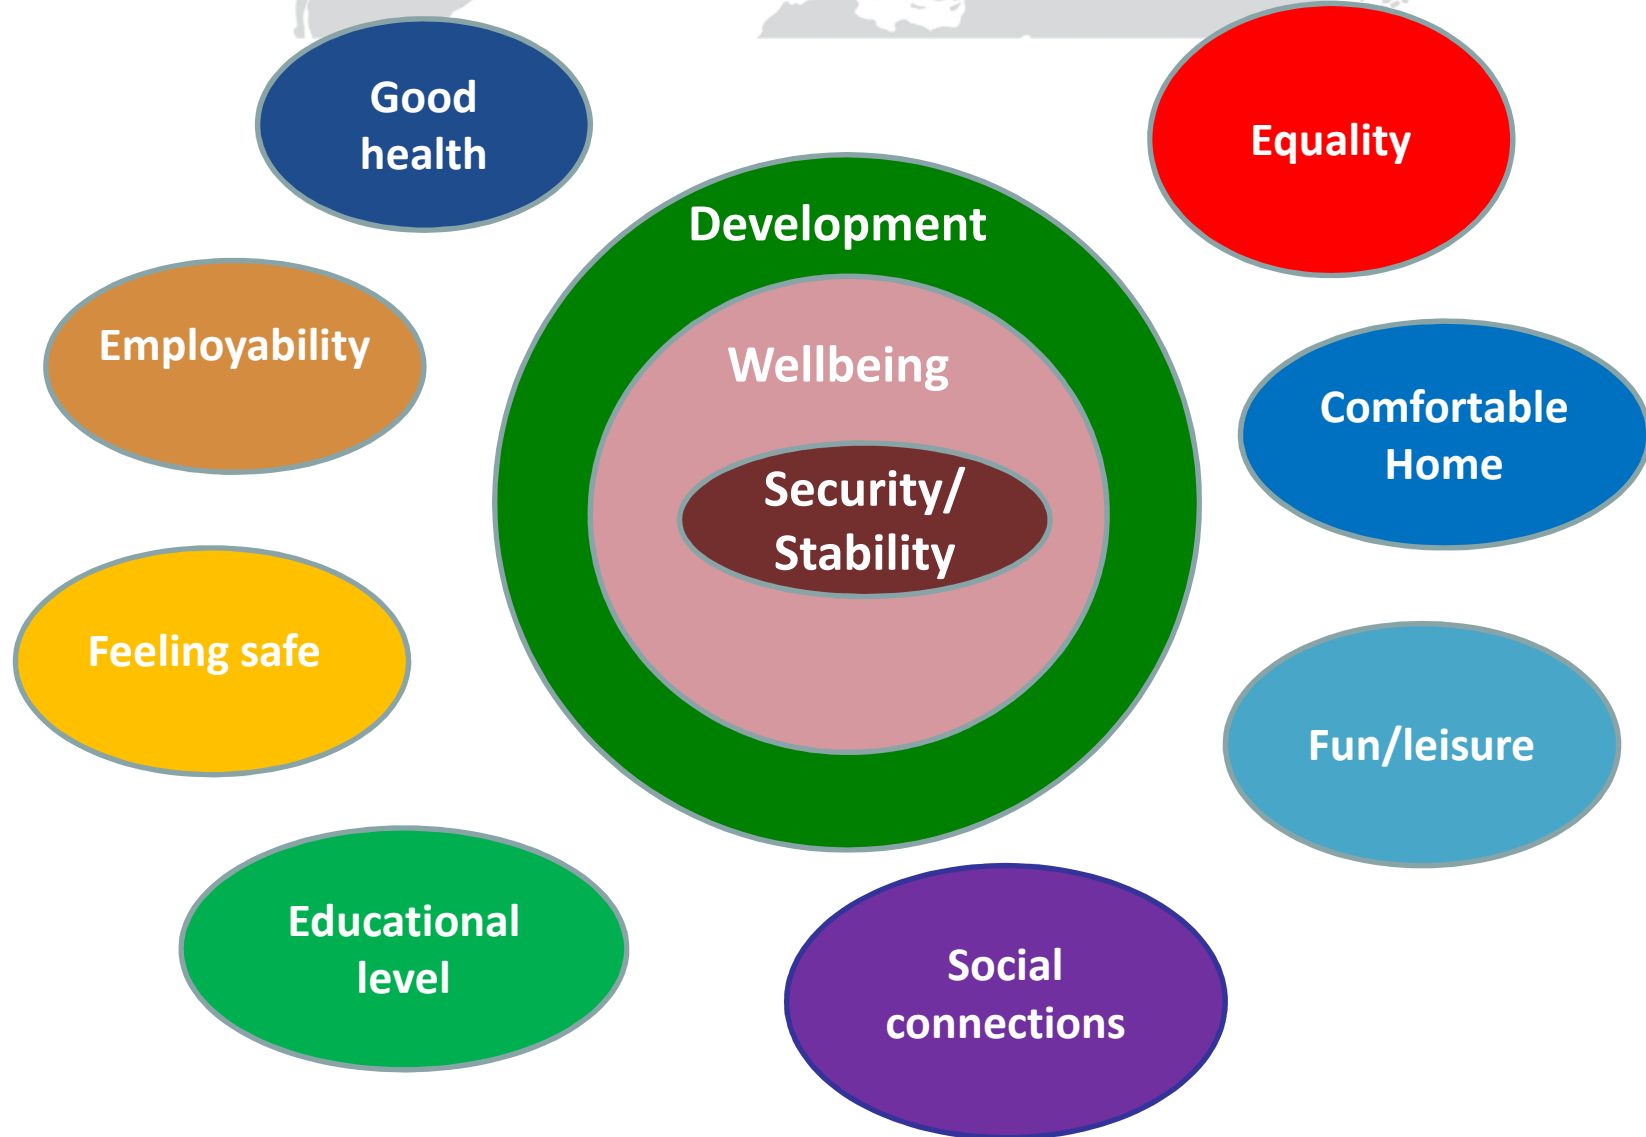 Good
health
Equality
Development
Employability
Wellbeing
Comfortable
Home
Security/
Stability
Feeling safe
Fun/leisure
Educational
level
Social
connections